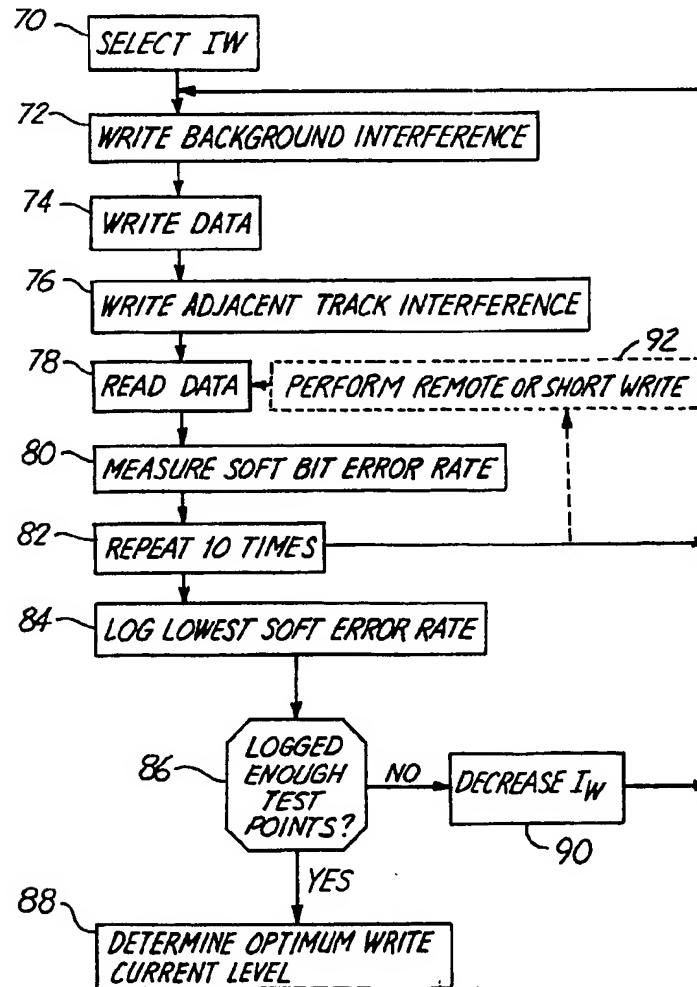 70
SELECT IW
72
WRITE BACKGROUND INTERFERENCE
74
WRITE DATA
76
WRITE ADJACENT TRACK INTERFERENCE
92
78
READ DATA
PERFORM REMOTE OR SHORT WRITE
80
MEASURE SOFT BIT ERROR RATE
82
REPEAT 10 TIMES
84
LOG LOWEST SOFT ERROR RATE
86
LOGGED
ENOUGH
TEST
POINTS?
NO
DECREASE IW
90
YES
88
DETERMINE OPTIMUM WRITE
CURRENT LEVEL